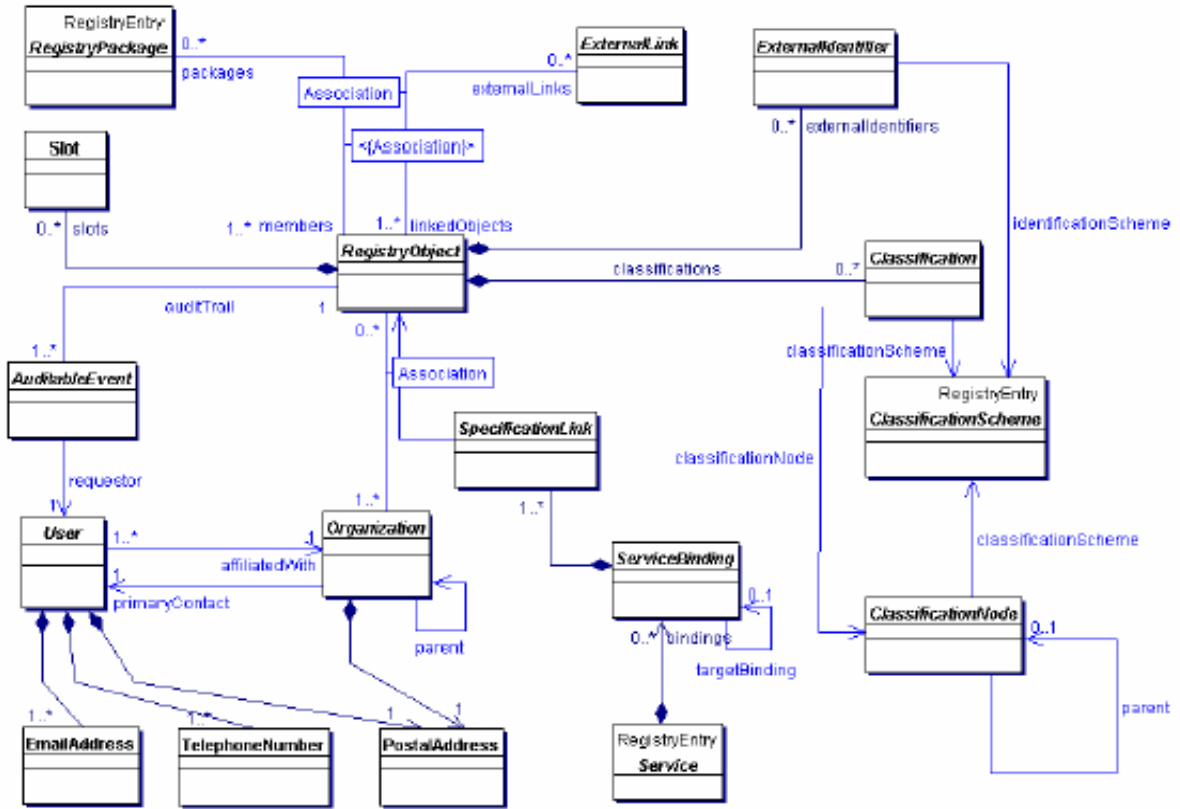 RegistryEntry
RegistryPackage
0..*
packages
ExternalLink
0..*
externalLinks
ExternalIdentifier
0..* externalIdentifiers
Association
<{Association}>
Slot
0..* slots
1..* members
1..* linkedObjects
identificationScheme
RegistryObject
classifications
0..*
Classification
auditTrail
1
0..*
1..*
AuditableEvent
Association
classificationScheme
RegistryEntry
ClassificationScheme
SpecificationLink
classificationNode
requestor
1
1..*
1..*
User
1..*
1
Organization
affiliatedWith
1
primaryContact
parent
classificationScheme
ServiceBinding
0..1
0..* bindings
targetBinding
ClassificationNode
0..1
parent
1..*
1..*
1
1
EmailAddress
TelephoneNumber
PostalAddress
RegistryEntry
Service